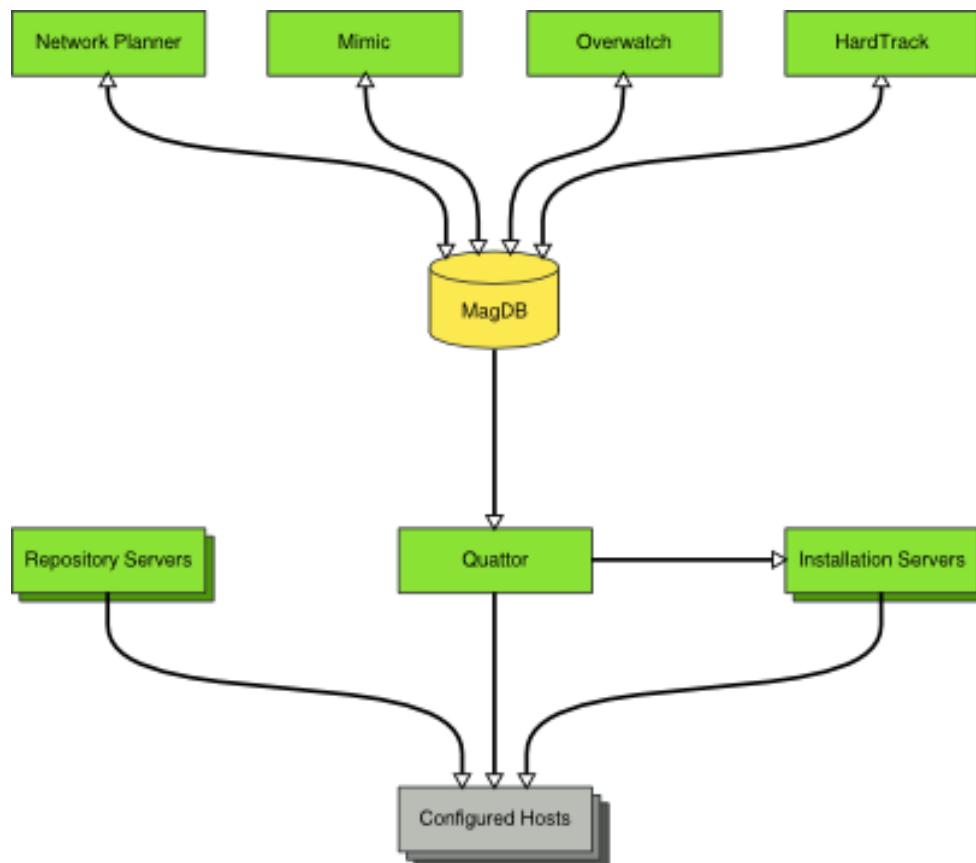 Network Planner
Mimic
Overwatch
HardTrack
MagDB
Repository Servers
Quattor
Installation Servers
Configured Hosts